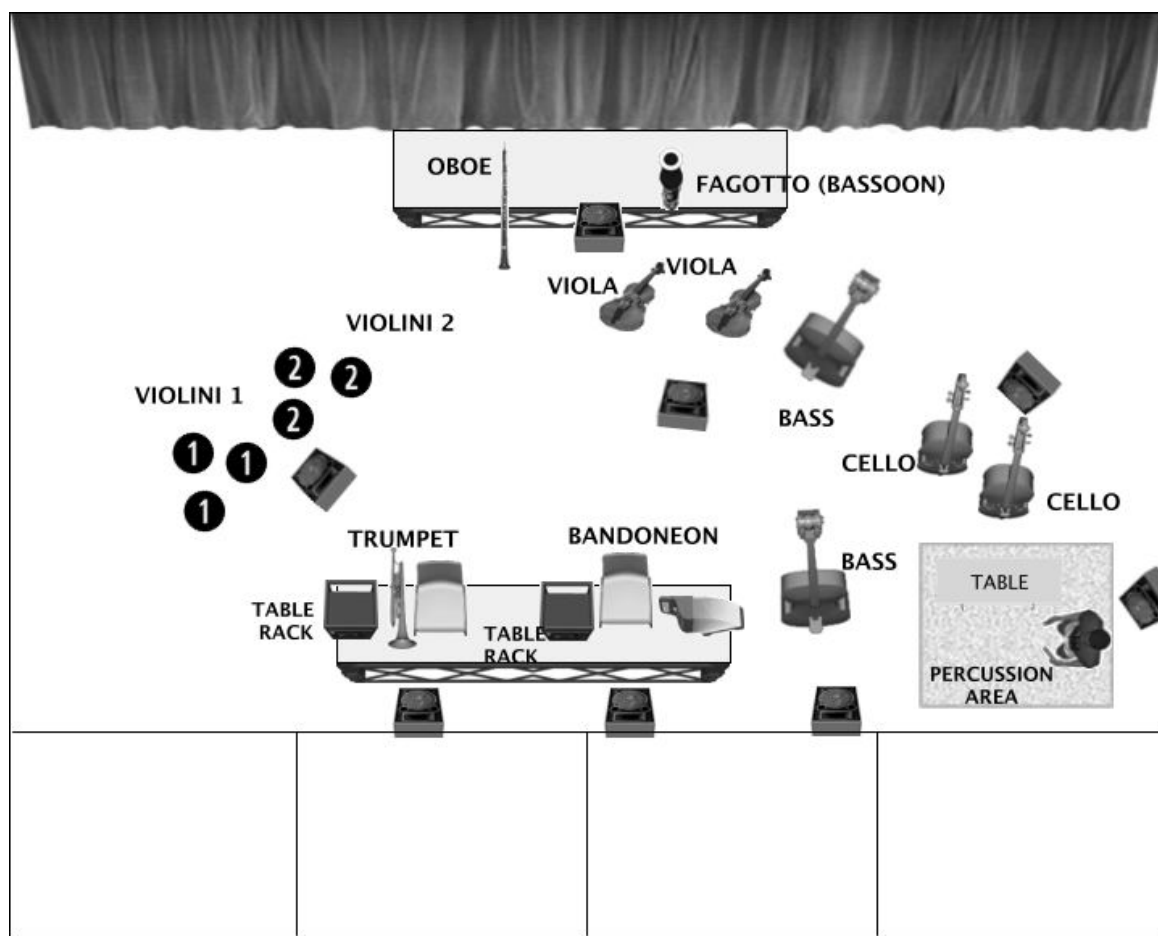 OBOE
FAGOTTO (BASSOON)
VIOLA
VIOLA
VIOLINI 2
2
2
VIOLINI 1
2
BASS
1
1
CELLO
1
CELLO
TRUMPET
BANDONEON
BASS
TABLE
TABLE
RACK
TABLE
RACK
PERCUSSION
AREA